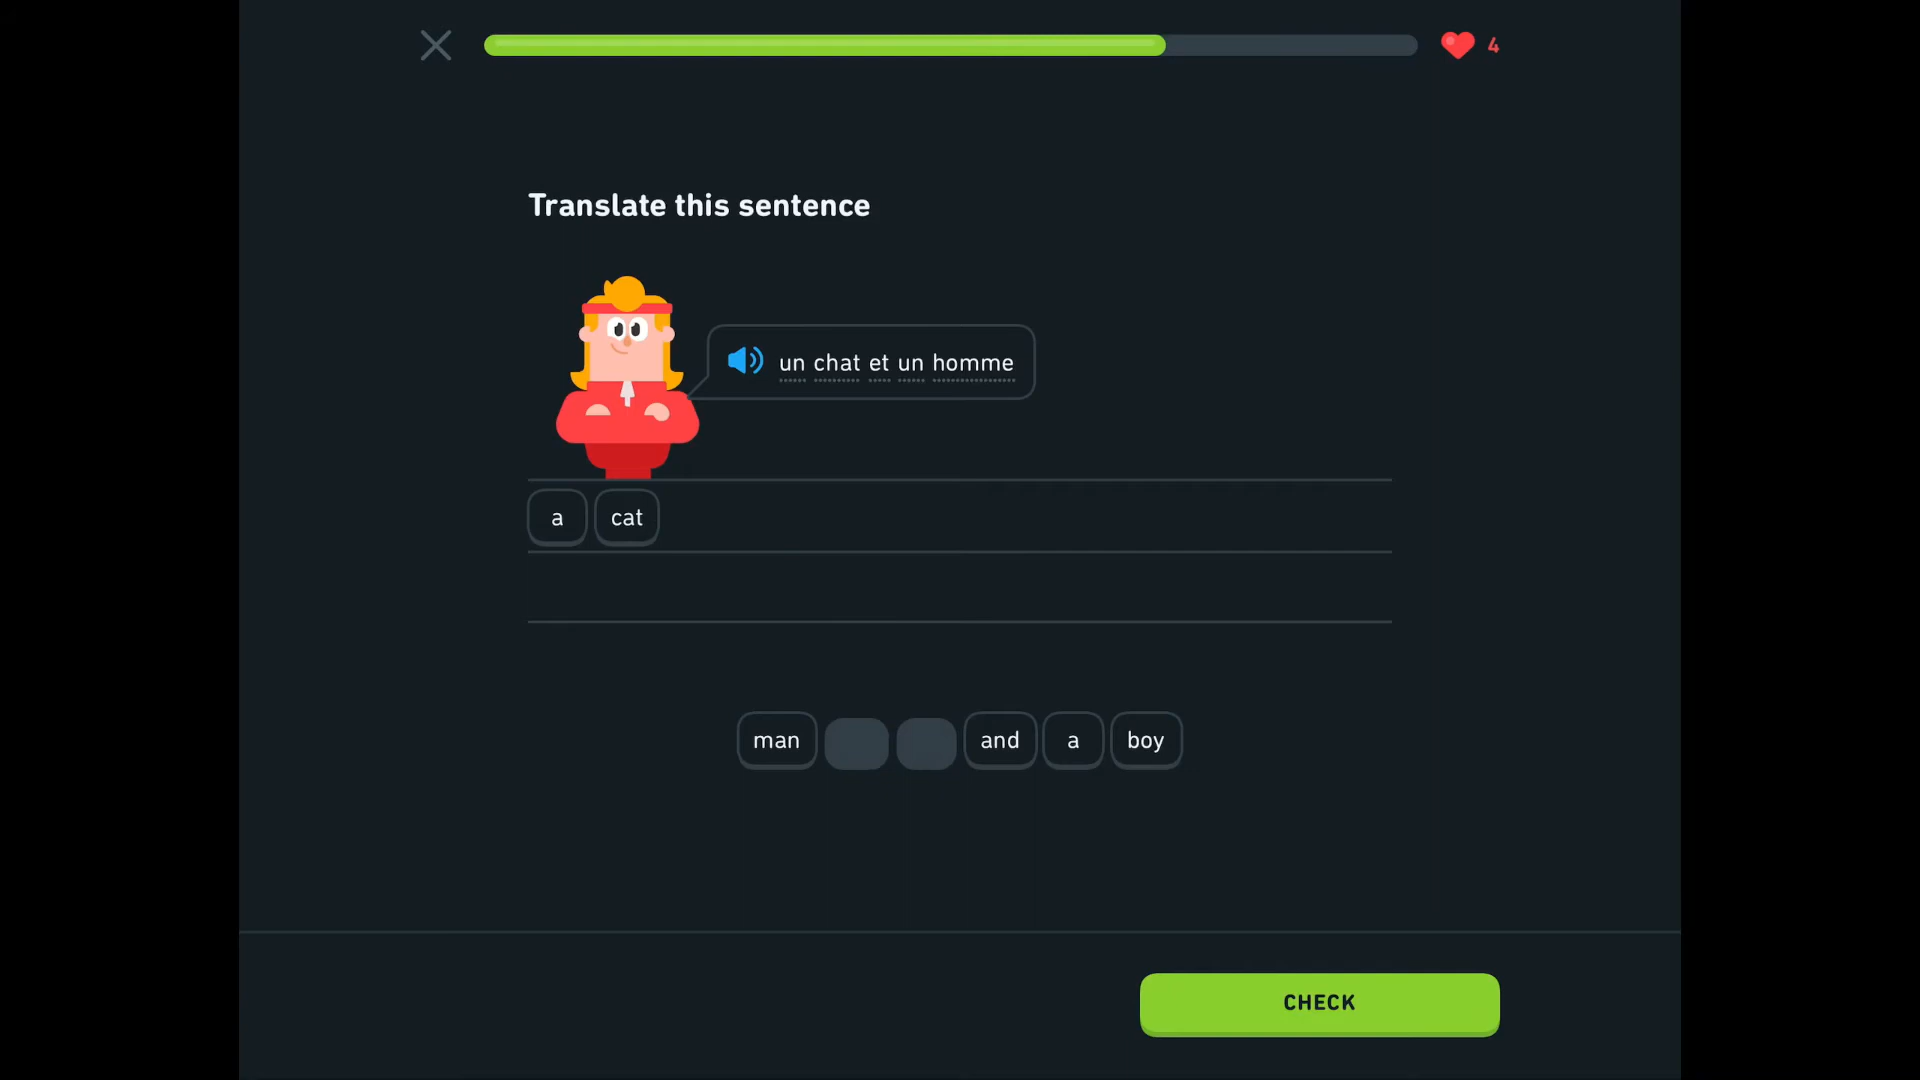 4
Translate this sentence
un chat et un homme
a cat
man and a boy
CHECK